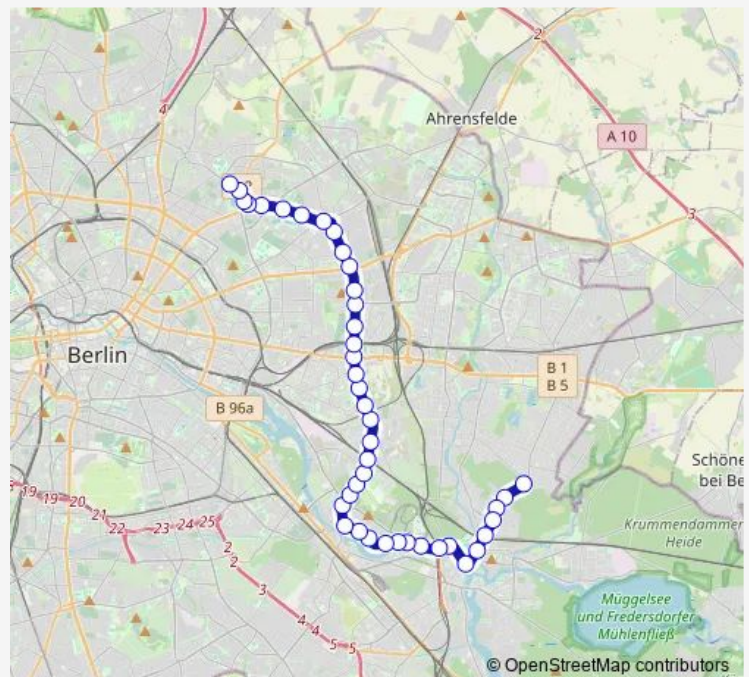 4
2
Ahrensfelde
A 10
3
Berlin
B 1
B 5
B 96a
Schöne
bei Be
19 19 20
21
22 23 24 25
2
2
3
4
4
5
Krummendammer
Heide
Müggelsee
und Fredersdorfer
Mühlenfließ
© OpenStreetMap contributors